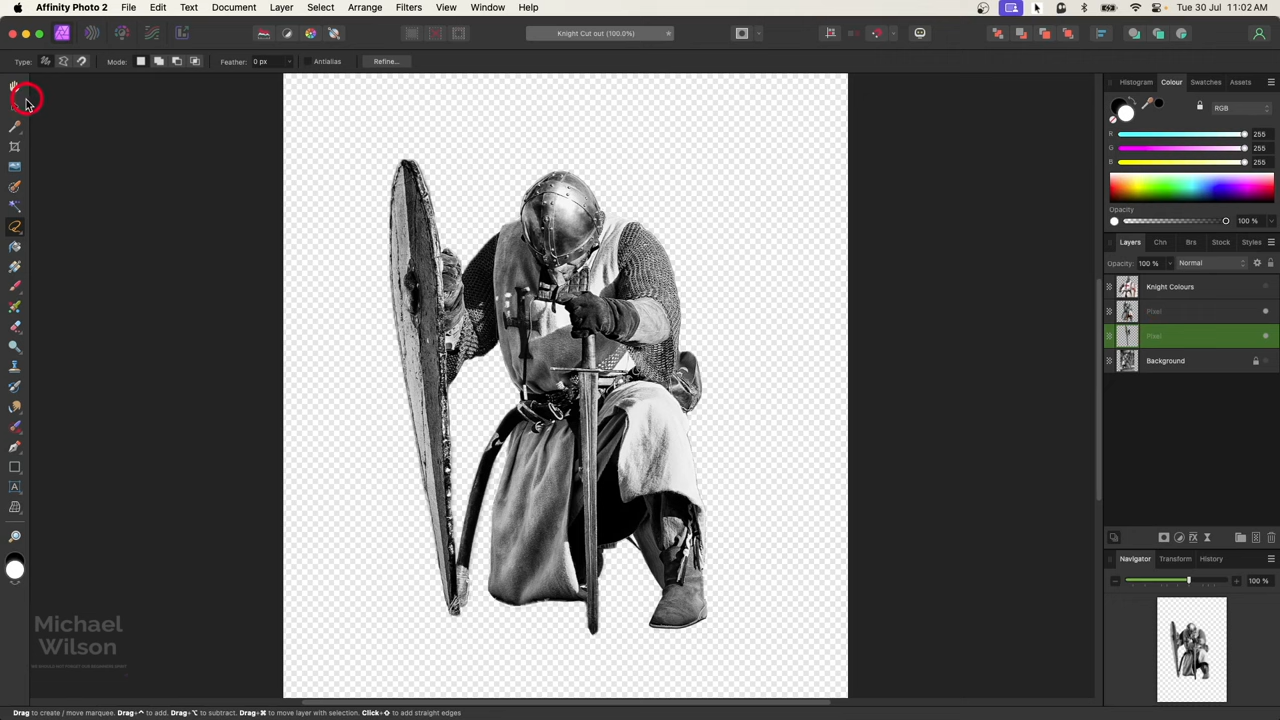 Affinity Photo 2 File Edit Text Document Layer Select Arrange Filters View Window Help Tue 30 Jul 11:02 AM
Knight Cut out (100.0%)
Type: Mode: Feather: 0 px Antialias Refine...
Histogram Colour Swatches Assets
RGB
R 255
G 255
B 255
Opacity
100 %
Layers Chn Brs Stock Styles
Opacity: 100 % Normal
Knight Colours
Pixel
Pixel
Background
Navigator Transform History
100 %
Michael
Wilson
Drag to create / move marquee. Drag+^ to add. Drag+⌥ to subtract. Drag+⌘ to move layer with selection. Click+⇧ to add straight edges